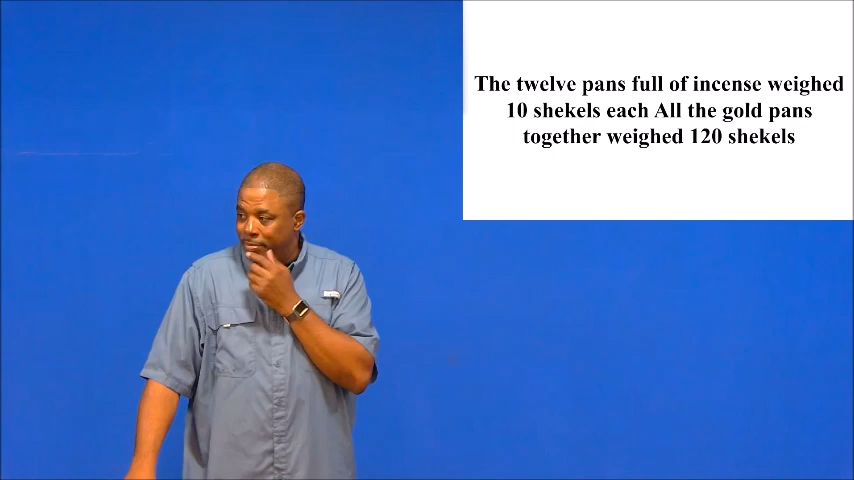 The twelve pans full of incense weighed
10 shekels each All the gold pans
together weighed 120 shekels